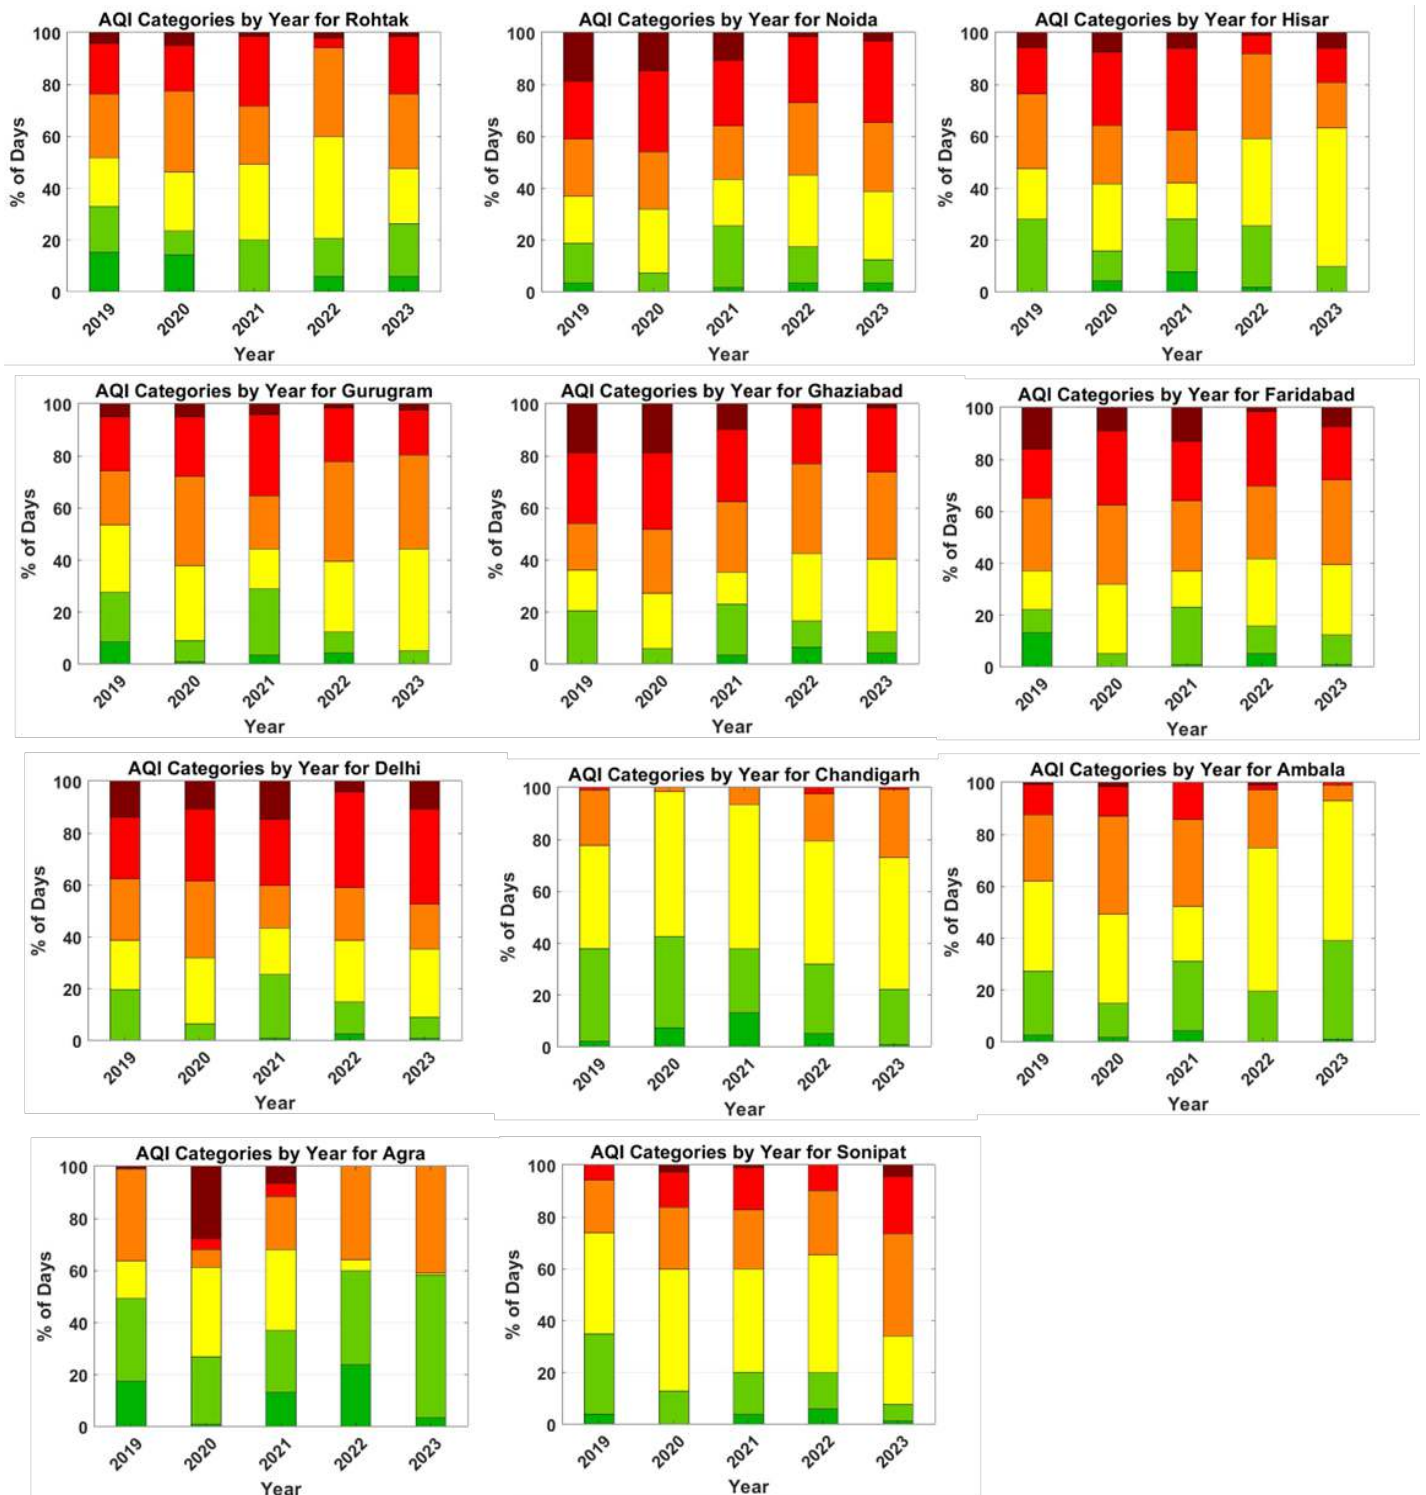 AQI Categories by Year for Rohtak
100
80
60
40
20
0
% of Days
2019 2020 2021 2022 2023
Year
AQI Categories by Year for Noida
100
80
60
40
20
0
% of Days
2019 2020 2021 2022 2023
Year
AQI Categories by Year for Hisar
100
80
60
40
20
0
% of Days
2019 2020 2021 2022 2023
Year
AQI Categories by Year for Gurugram
100
80
60
40
20
0
% of Days
2019 2020 2021 2022 2023
Year
AQI Categories by Year for Ghaziabad
100
80
60
40
20
0
% of Days
2019 2020 2021 2022 2023
Year
AQI Categories by Year for Faridabad
100
80
60
40
20
0
% of Days
2019 2020 2021 2022 2023
Year
AQI Categories by Year for Delhi
100
80
60
40
20
0
% of Days
2019 2020 2021 2022 2023
Year
AQI Categories by Year for Chandigarh
100
80
60
40
20
0
% of Days
2019 2020 2021 2022 2023
Year
AQI Categories by Year for Ambala
100
80
60
40
20
0
% of Days
2019 2020 2021 2022 2023
Year
AQI Categories by Year for Agra
100
80
60
40
20
0
% of Days
2019 2020 2021 2022 2023
Year
AQI Categories by Year for Sonipat
100
80
60
40
20
0
% of Days
2019 2020 2021 2022 2023
Year